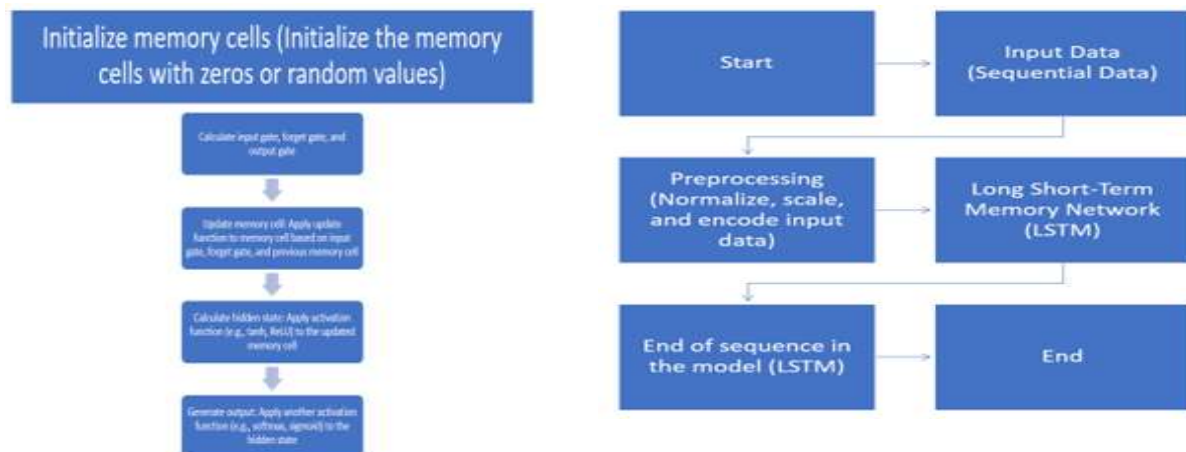 Initialize memory cells (Initialize the memory
cells with zeros or random values)
Calculate input gate, forget gate, and
output gate
Update memory cell: Apply update
function to memory cell based on input
gate, forget gate, and previous memory cell
Calculate hidden state: Apply activation
function (e.g., tanh, ReLU) to the updated
memory cell
Generate output: Apply another activation
function (e.g., softmax, sigmoid) to the
hidden state
Start
Input Data
(Sequential Data)
Preprocessing
(Normalize, scale,
and encode input
data)
Long Short-Term
Memory Network
(LSTM)
End of sequence in
the model (LSTM)
End